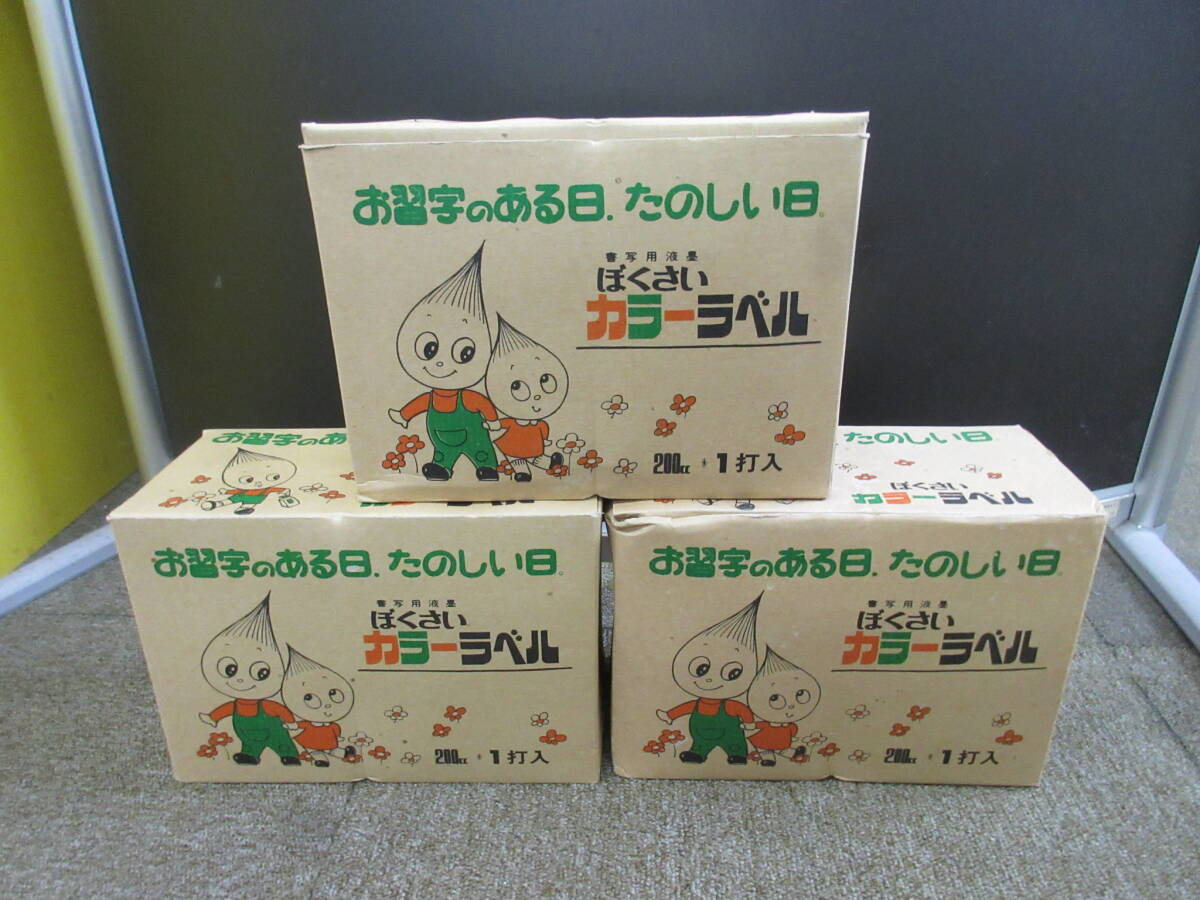 お習字のある日.たのしい日。
書写用液墨
ぼくさい
カラーラベル
200cc 1打入
お習字のあ
お習字のある日.たのしい日。
書写用液墨
ぼくさい
カラーラベル
200cc 1打入
たのしい日
ぼくさい
カラーラベル
お習字のある日.たのしい日。
書写用液墨
ぼくさい
カラーラベル
200cc 1打入